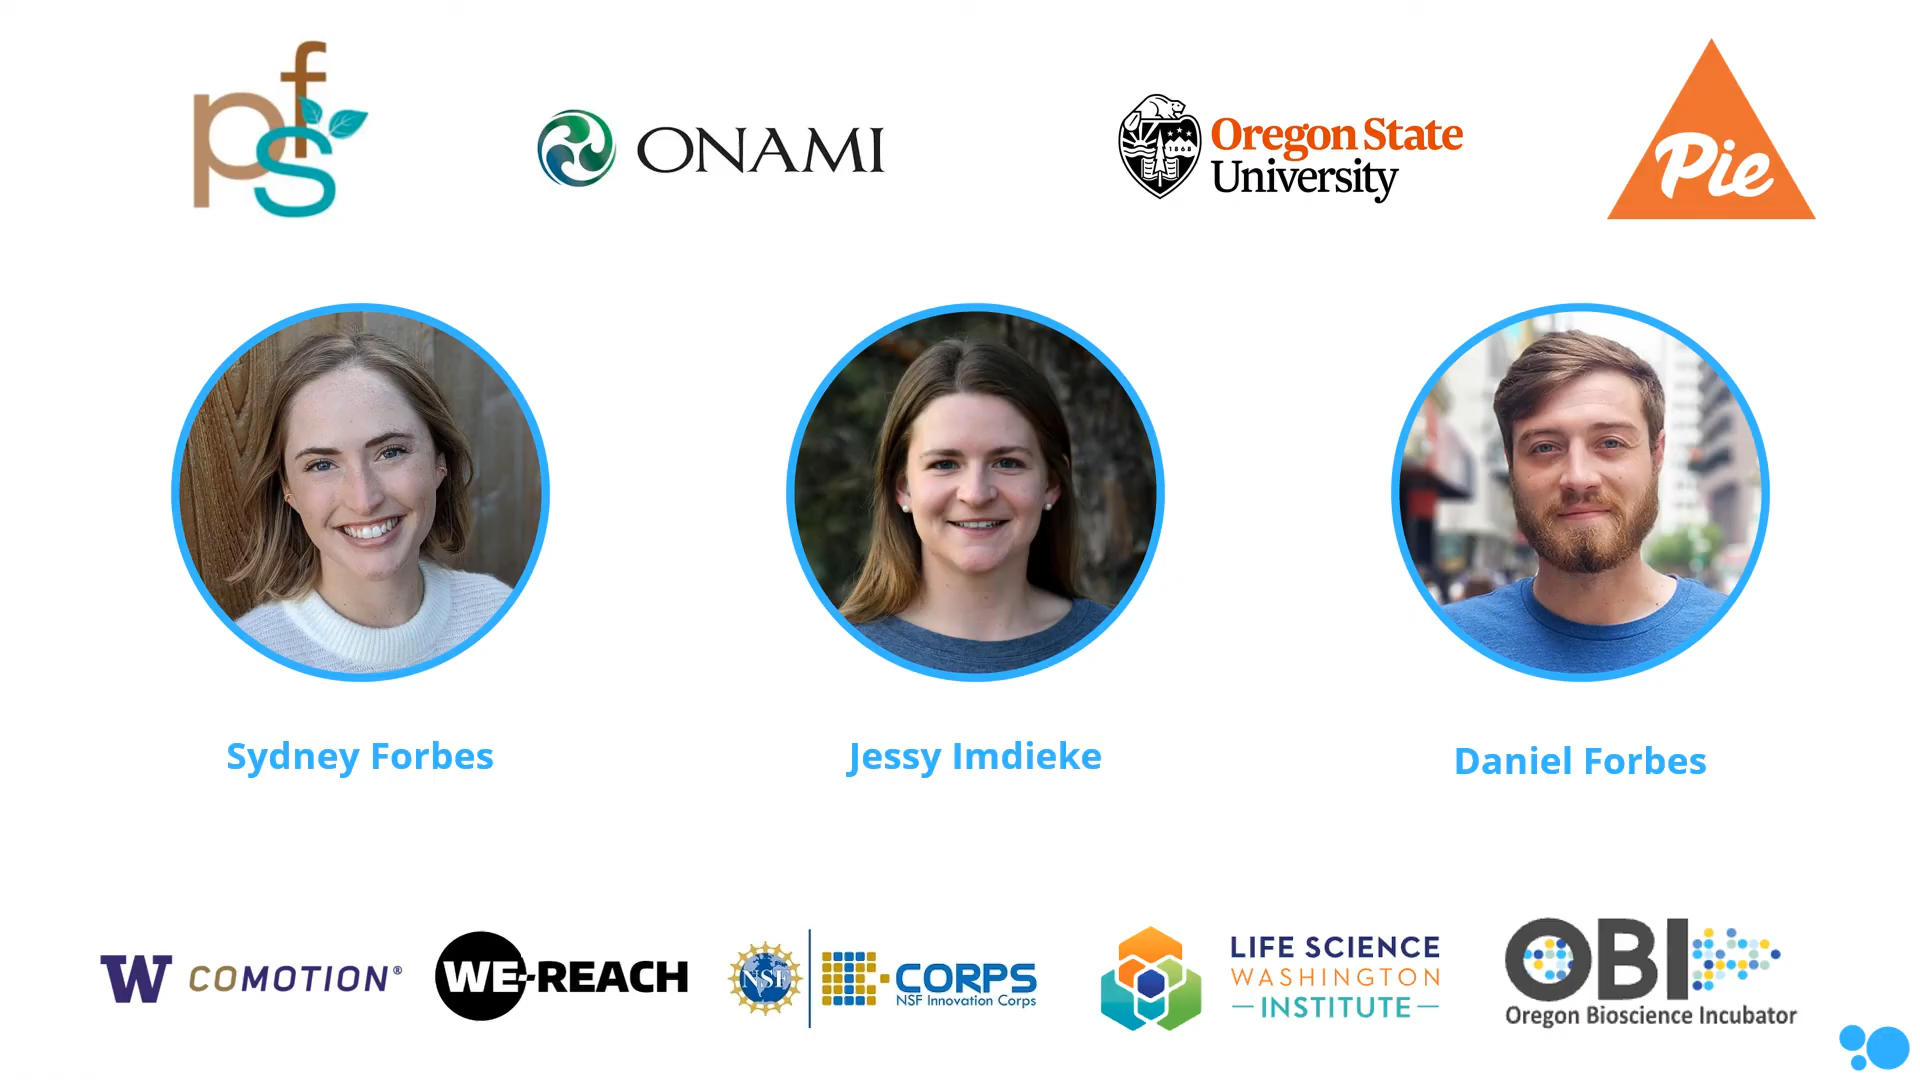 pfs
ONAMI
Oregon State
University
1868
Pie
Sydney Forbes
Jessy Imdieke
Daniel Forbes
W COMOTION®
WE-REACH
NSF
I-CORPS
NSF Innovation Corps
LIFE SCIENCE
WASHINGTON
INSTITUTE
OBI
Oregon Bioscience Incubator